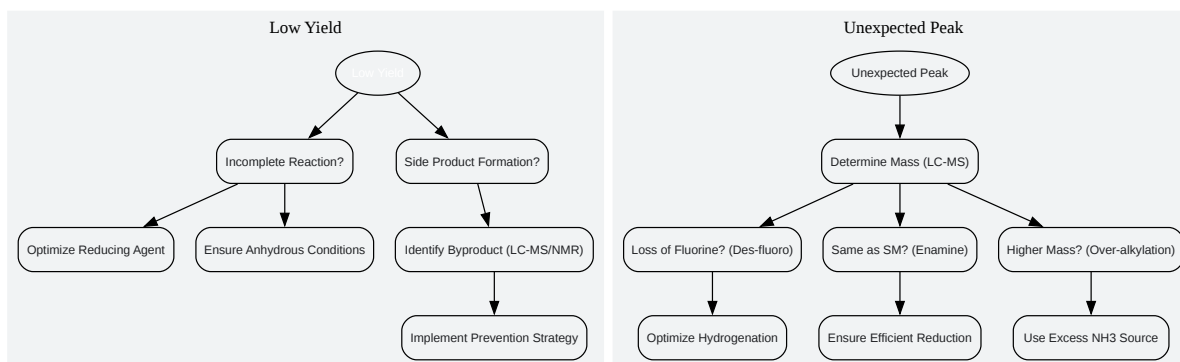 Low Yield
Low Yield
Incomplete Reaction?
Side Product Formation?
Optimize Reducing Agent
Ensure Anhydrous Conditions
Identify Byproduct (LC-MS/NMR)
Implement Prevention Strategy
Unexpected Peak
Unexpected Peak
Determine Mass (LC-MS)
Loss of Fluorine? (Des-fluoro)
Same as SM? (Enamine)
Higher Mass? (Over-alkylation)
Optimize Hydrogenation
Ensure Efficient Reduction
Use Excess NH3 Source